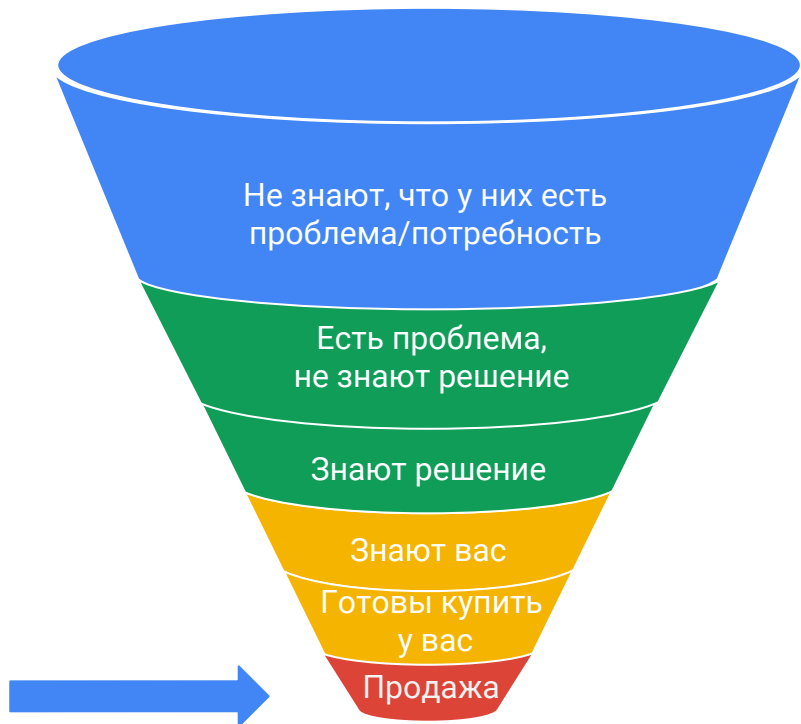 Не знают, что у них есть
проблема/потребность
Есть проблема,
не знают решение
Знают решение
Знают вас
Готовы купить
у вас
Продажа